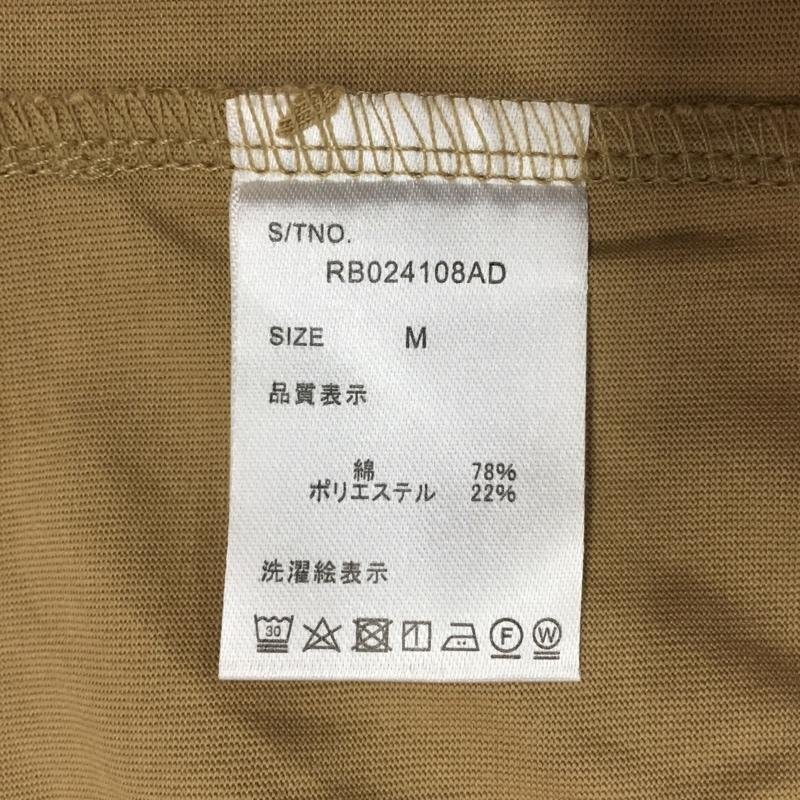 S/TNO.
RB024108AD
SIZE M
品質表示
綿 78%
ポリエステル 22%
洗濯絵表示
30 F W